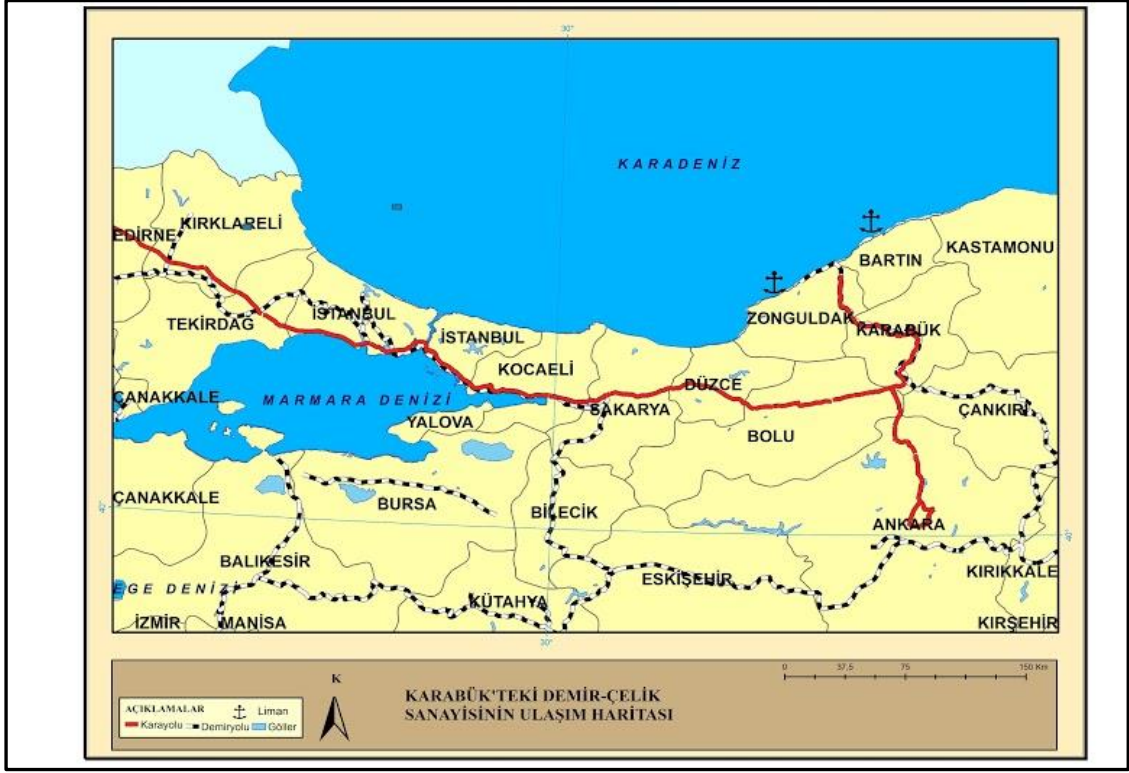 30°
KARADENİZ
KIRKLARELİ
EDİRNE
KASTAMONU
BARTIN
TEKİRDAĞ
İSTANBUL
İSTANBUL
ZONGULDAK
KARABÜK
KOCAELİ
DÜZCE
ÇANAKKALE
MARMARA DENİZİ
SAKARYA
ÇANKIRI
YALOVA
BOLU
ÇANAKKALE
BURSA
BİLECİK
ANKARA
40°
40°
BALIKESİR
ESKİŞEHİR
KIRIKKALE
EGE DENİZİ
KÜTAHYA
İZMİR
MANİSA
KIRŞEHİR
30°
0 37,5 75 150 Km
K
KARABÜK'TEKİ DEMİR-ÇELİK
SANAYİSİNİN ULAŞIM HARİTASI
AÇIKLAMALAR Liman
Karayolu Demiryolu Göller